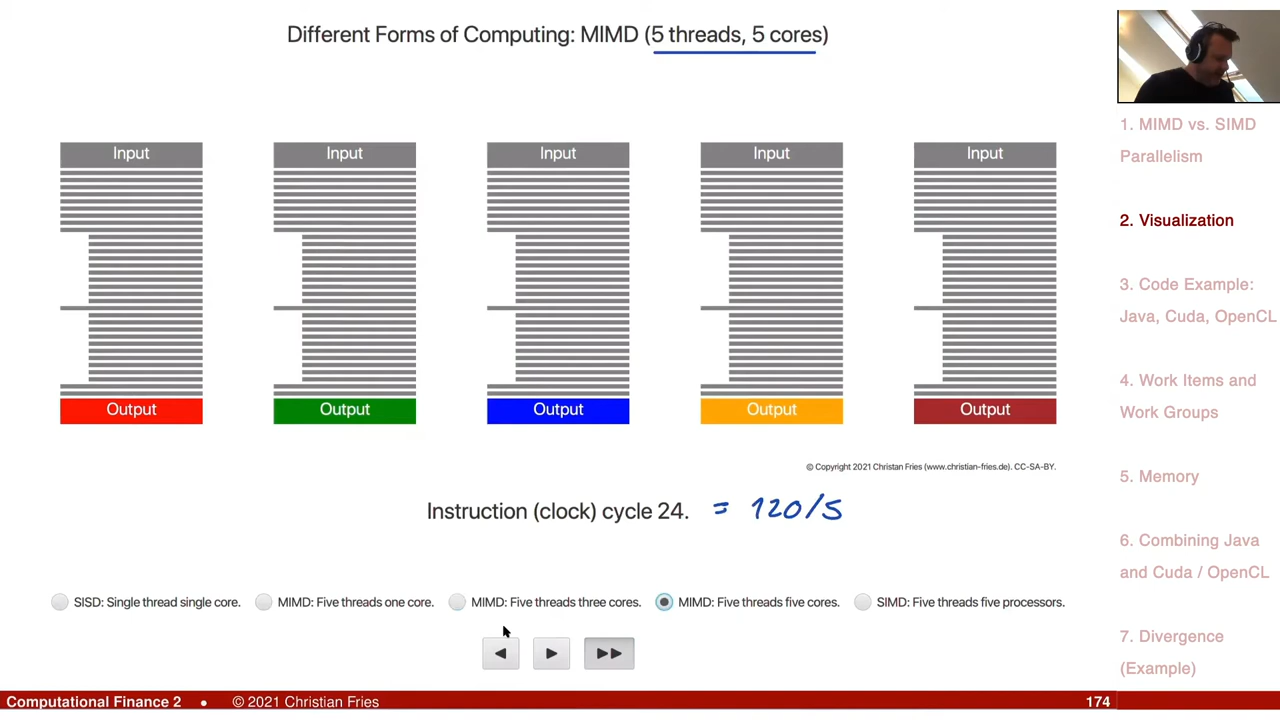 Different Forms of Computing: MIMD (5 threads, 5 cores)
Input Input Input Input Input
Output Output Output Output Output
© Copyright 2021 Christan Fries (www.christian-fries.de). CC-SA-BY.
Instruction (clock) cycle 24. = 120/5
SISD: Single thread single core. MIMD: Five threads one core. MIMD: Five threads three cores. MIMD: Five threads five cores. SIMD: Five threads five processors.
1. MIMD vs. SIMD
Parallelism
2. Visualization
3. Code Example:
Java, Cuda, OpenCL
4. Work Items and
Work Groups
5. Memory
6. Combining Java
and Cuda / OpenCL
7. Divergence
(Example)
Computational Finance 2 • © 2021 Christian Fries 174